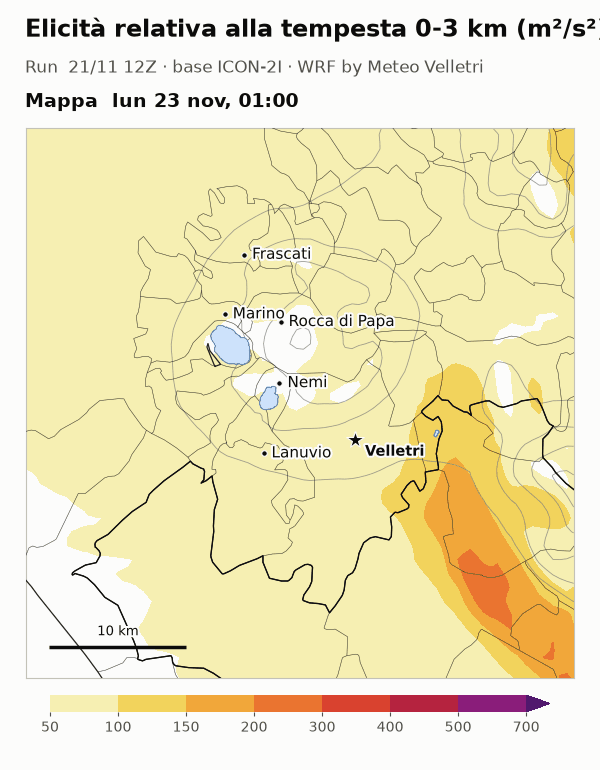 Elicità relativa alla tempesta 0-3 km (m²/s²)
Run  21/11 12Z · base ICON-2I · WRF by Meteo Velletri
Mappa  lun 23 nov, 01:00
Frascati
Marino
Rocca di Papa
Nemi
Velletri
Lanuvio
10 km
50 100 150 200 300 400 500 700